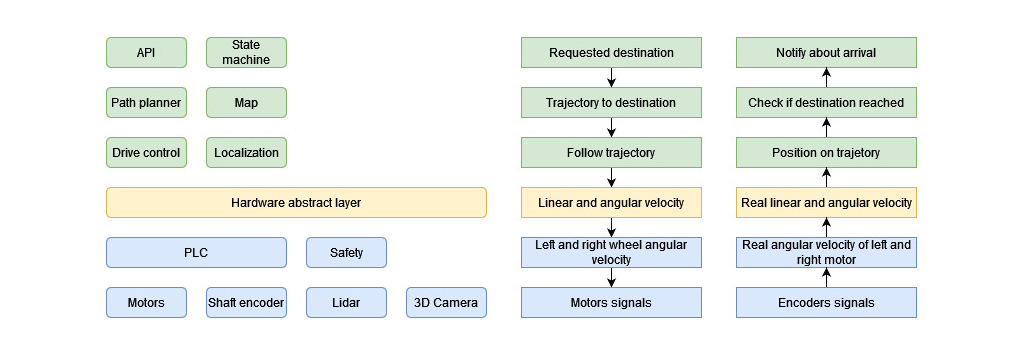 API
State
machine
Requested destination
Notify about arrival
Path planner
Map
Trajectory to destination
Check if destination reached
Drive control
Localization
Follow trajectory
Position on trajetory
Hardware abstract layer
Linear and angular velocity
Real linear and angular velocity
PLC
Safety
Left and right wheel angular
velocity
Real angular velocity of left and
right motor
Motors
Shaft encoder
Lidar
3D Camera
Motors signals
Encoders signals